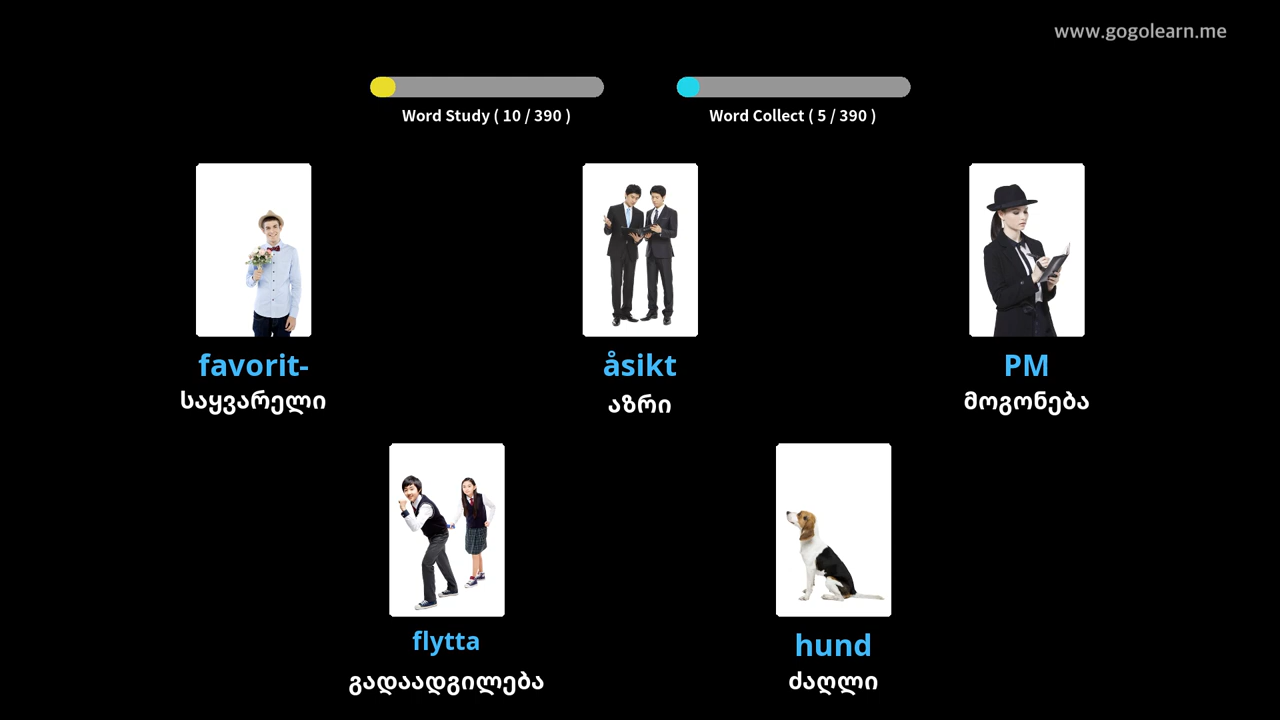 www.gogolearn.me
Word Study ( 10 / 390 )
Word Collect ( 5 / 390 )
favorit-
საყვარელი
åsikt
აზრი
PM
მოგონება
flytta
გადაადგილება
hund
ძაღლი